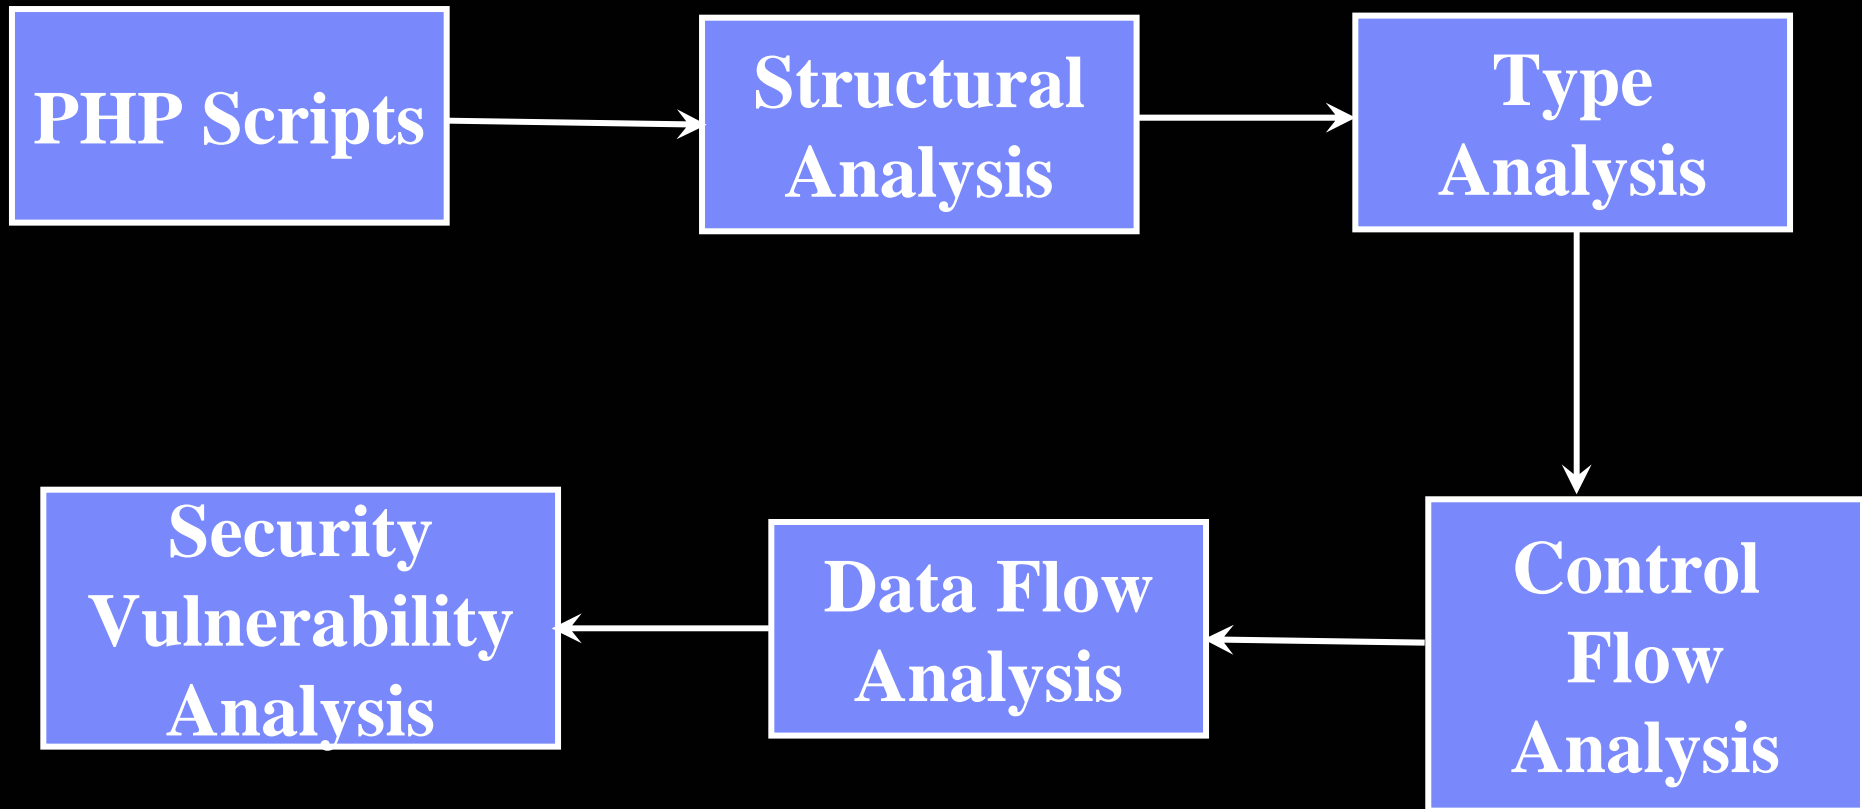 PHP Scripts
Structural
Analysis
Type
Analysis
Security
Vulnerability
Analysis
Data Flow
Analysis
Control
Flow
Analysis